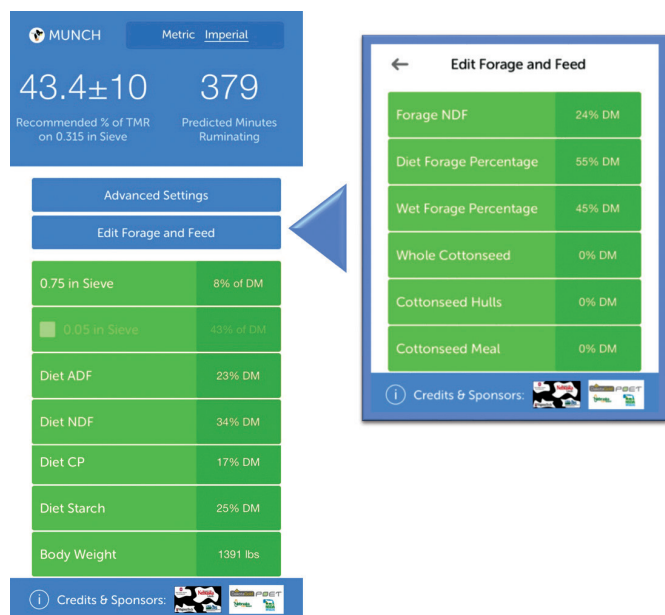 MUNCH
Metric Imperial
43.4±10
379
Recommended % of TMR
on 0.315 in Sieve
Predicted Minutes
Ruminating
Advanced Settings
Edit Forage and Feed
0.75 in Sieve 8% of DM
0.05 in Sieve 43% of DM
Diet ADF 23% DM
Diet NDF 34% DM
Diet CP 17% DM
Diet Starch 25% DM
Body Weight 1391 lbs
Credits & Sponsors:
POET
Edit Forage and Feed
Forage NDF 24% DM
Diet Forage Percentage 55% DM
Wet Forage Percentage 45% DM
Whole Cottonseed 0% DM
Cottonseed Hulls 0% DM
Cottonseed Meal 0% DM
Credits & Sponsors:
POET